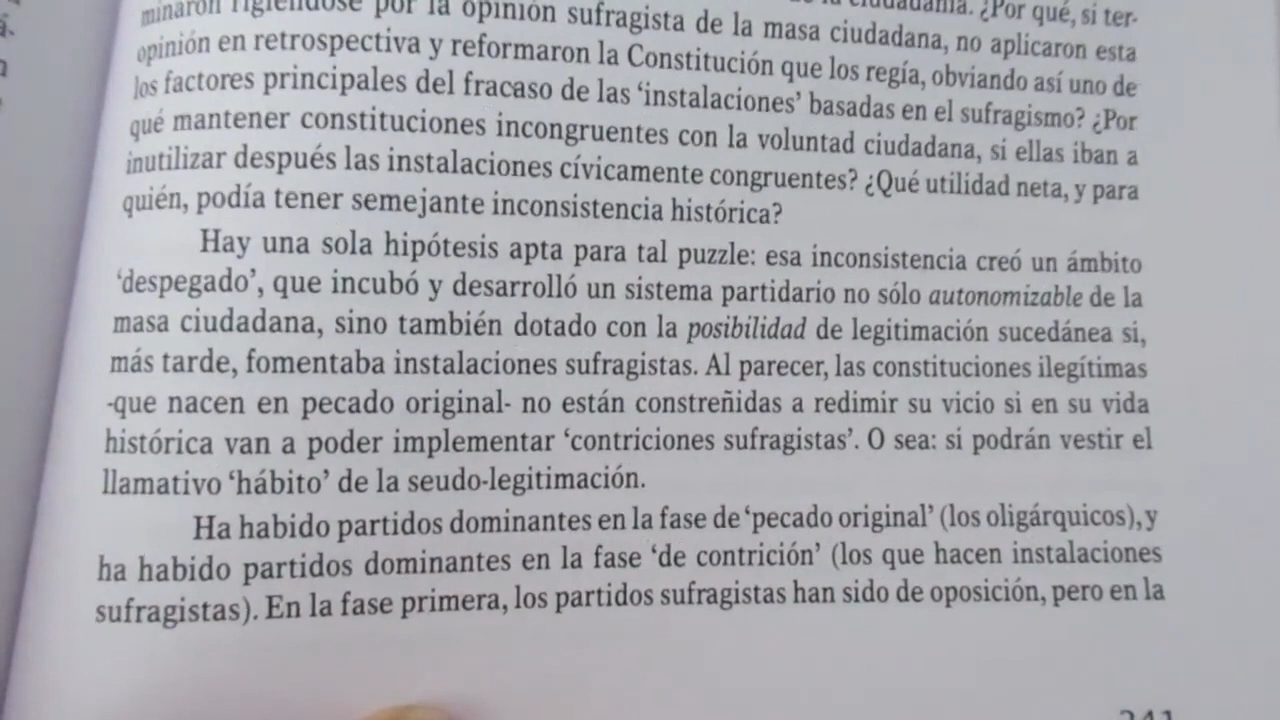 ciudadanía. ¿Por qué, si ter-
minaron rigiéndose por la opinión sufragista de la masa ciudadana, no aplicaron esta
opinión en retrospectiva y reformaron la Constitución que los regía, obviando así uno de
los factores principales del fracaso de las ‘instalaciones’ basadas en el sufragismo? ¿Por
qué mantener constituciones incongruentes con la voluntad ciudadana, si ellas iban a
inutilizar después las instalaciones cívicamente congruentes? ¿Qué utilidad neta, y para
quién, podía tener semejante inconsistencia histórica?
Hay una sola hipótesis apta para tal puzzle: esa inconsistencia creó un ámbito
‘despegado’, que incubó y desarrolló un sistema partidario no sólo autonomizable de la
masa ciudadana, sino también dotado con la posibilidad de legitimación sucedánea si,
más tarde, fomentaba instalaciones sufragistas. Al parecer, las constituciones ilegítimas
-que nacen en pecado original- no están constreñidas a redimir su vicio si en su vida
histórica van a poder implementar ‘contriciones sufragistas’. O sea: si podrán vestir el
llamativo ‘hábito’ de la seudo-legitimación.
Ha habido partidos dominantes en la fase de ‘pecado original’ (los oligárquicos), y
ha habido partidos dominantes en la fase ‘de contrición’ (los que hacen instalaciones
sufragistas). En la fase primera, los partidos sufragistas han sido de oposición, pero en la